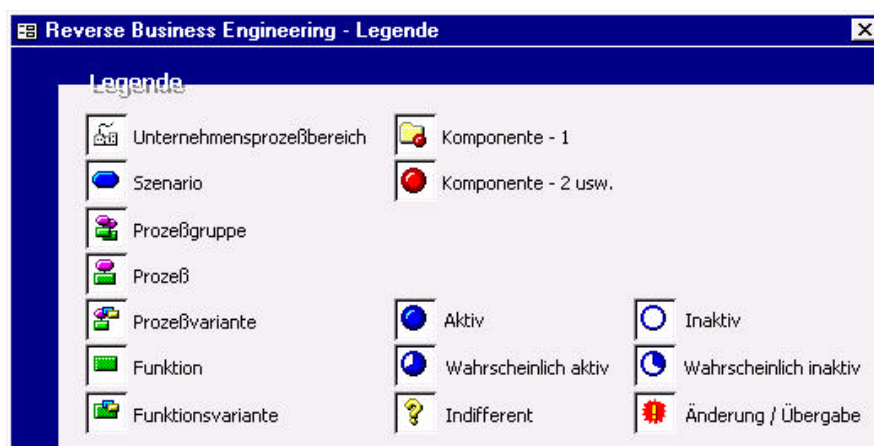 Reverse Business Engineering - Legende
Legende
Unternehmensprozeßbereich
Komponente - 1
Szenario
Komponente - 2 usw.
Prozeßgruppe
Prozeß
Prozeßvariante
Aktiv
Inaktiv
Funktion
Wahrscheinlich aktiv
Wahrscheinlich inaktiv
Funktionsvariante
Indifferent
Änderung / Übergabe